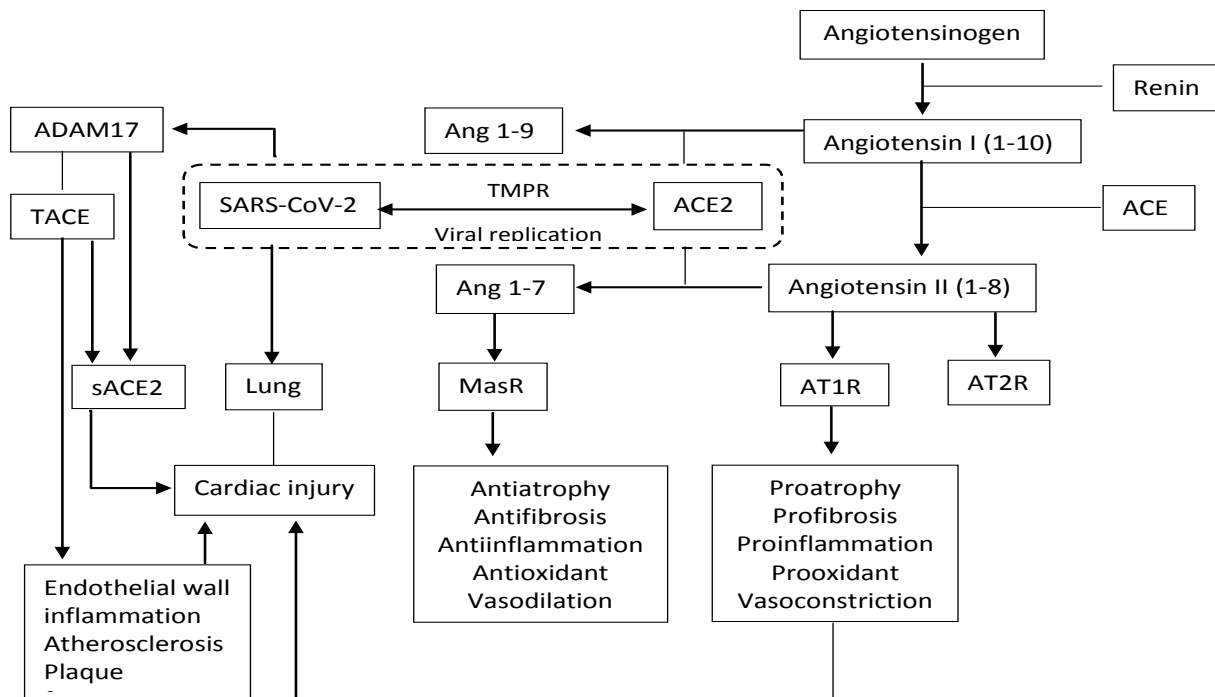 Angiotensinogen
Renin
ADAM17
Ang 1-9
Angiotensin I (1-10)
TMPR
SARS-CoV-2
ACE2
TACE
ACE
Viral replication
Ang 1-7
Angiotensin II (1-8)
sACE2
Lung
MasR
AT1R
AT2R
Cardiac injury
Antiatrophy
Antifibrosis
Antiinflammation
Antioxidant
Vasodilation
Proatrophy
Profibrosis
Proinflammation
Prooxidant
Vasoconstriction
Endothelial wall
inflammation
Atherosclerosis
Plaque